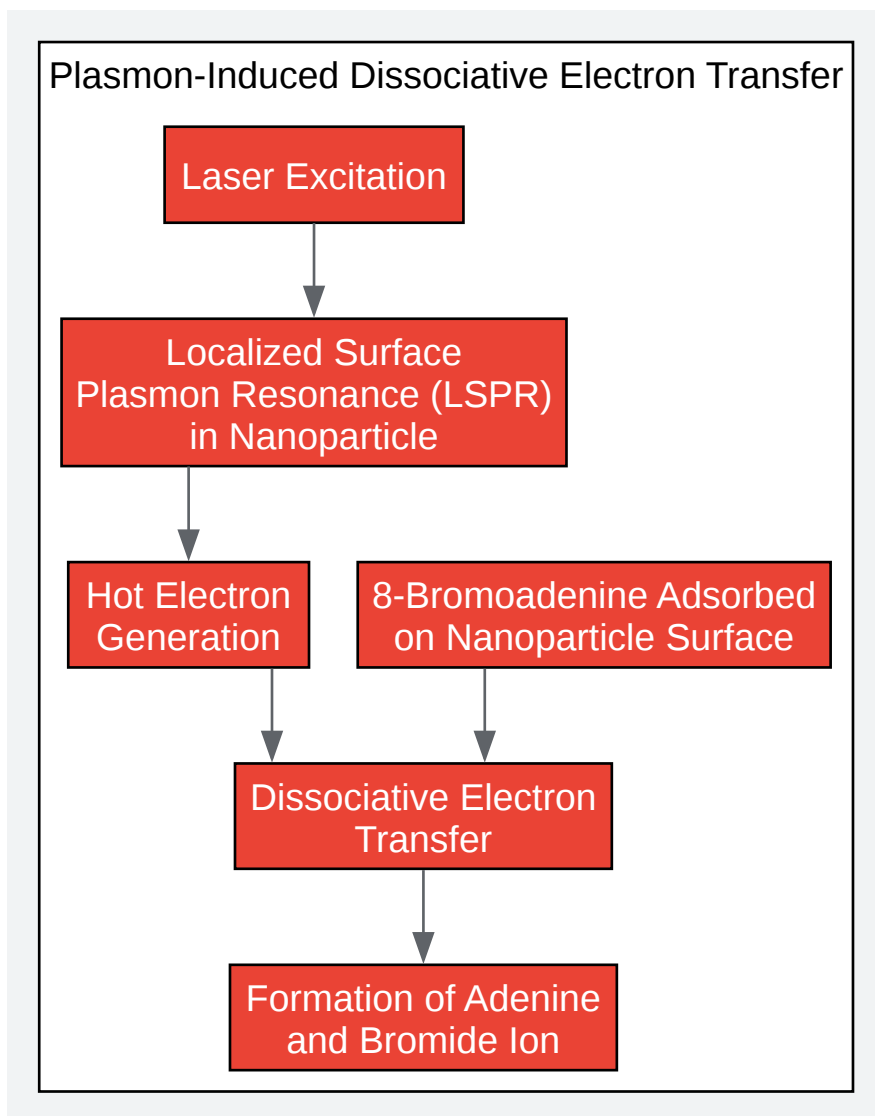 Plasmon-Induced Dissociative Electron Transfer
Laser Excitation
Localized Surface
Plasmon Resonance (LSPR)
in Nanoparticle
Hot Electron
Generation
8-Bromoadenine Adsorbed
on Nanoparticle Surface
Dissociative Electron
Transfer
Formation of Adenine
and Bromide Ion